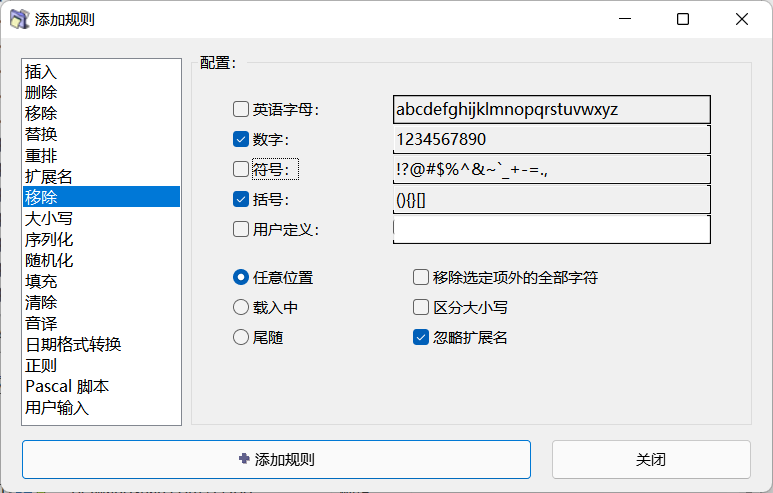 添加规则
配置：
插入
删除
移除
替换
重排
扩展名
移除
大小写
序列化
随机化
填充
清除
音译
日期格式转换
正则
Pascal 脚本
用户输入
英语字母： abcdefghijklmnopqrstuvwxyz
数字： 1234567890
符号： !?@#$%^&~`_+-=.,
括号： (){}[]
用户定义：
任意位置 移除选定项外的全部字符
载入中 区分大小写
尾随 忽略扩展名
添加规则 关闭